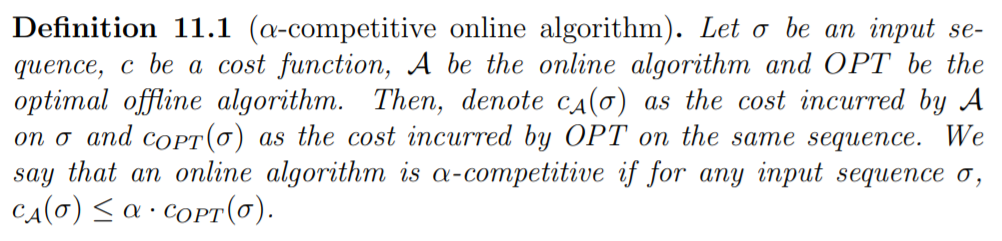 Definition 11.1 (α-competitive online algorithm). Let σ be an input se-
quence, c be a cost function, 𝒜 be the online algorithm and OPT be the
optimal offline algorithm. Then, denote c_A(σ) as the cost incurred by 𝒜
on σ and c_OPT(σ) as the cost incurred by OPT on the same sequence. We
say that an online algorithm is α-competitive if for any input sequence σ,
c_A(σ) ≤ α · c_OPT(σ).